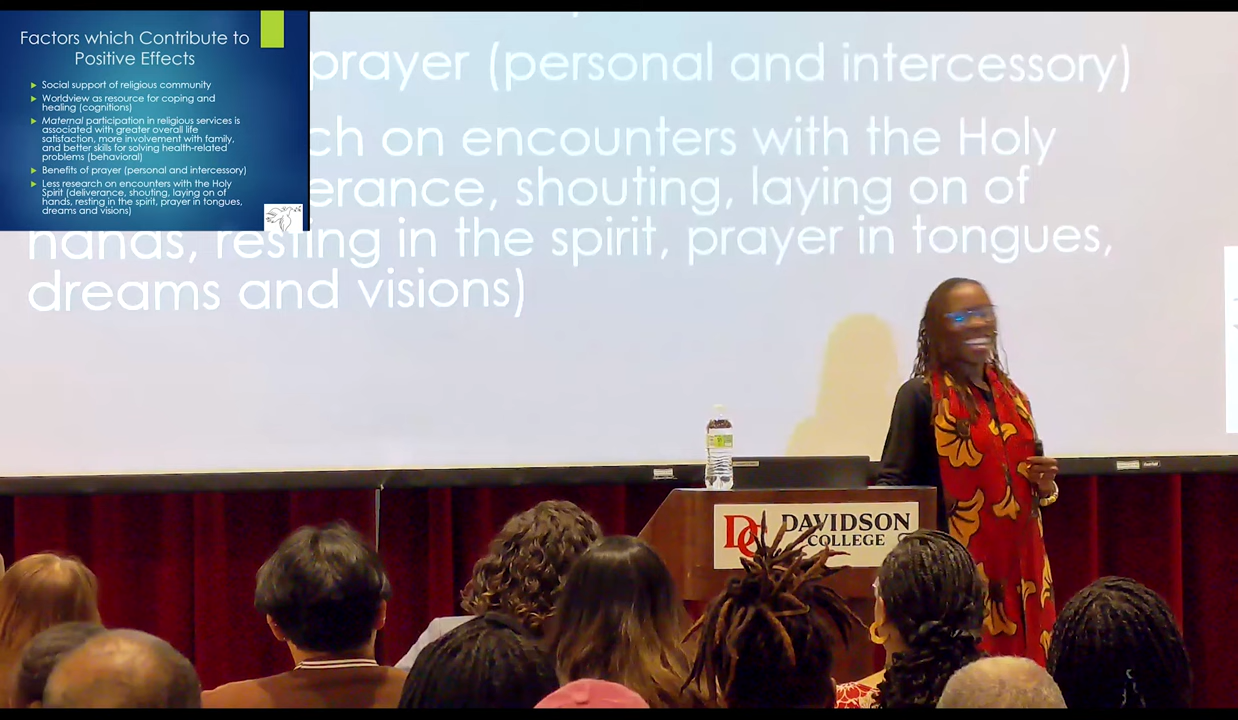 Factors which Contribute to
Positive Effects
Social support of religious community
Worldview as resource for coping and
healing (cognitions)
Maternal participation in religious services is
associated with greater overall life
satisfaction, more involvement with family,
and better skills for solving health-related
problems (behavioral)
Benefits of prayer (personal and intercessory)
Less research on encounters with the Holy
Spirit (deliverance, shouting, laying on of
hands, resting in the spirit, prayer in tongues,
dreams and visions)
prayer (personal and intercessory)
ch on encounters with the Holy
erance, shouting, laying on of
hands, resting in the spirit, prayer in tongues,
dreams and visions)
DC DAVIDSON
COLLEGE